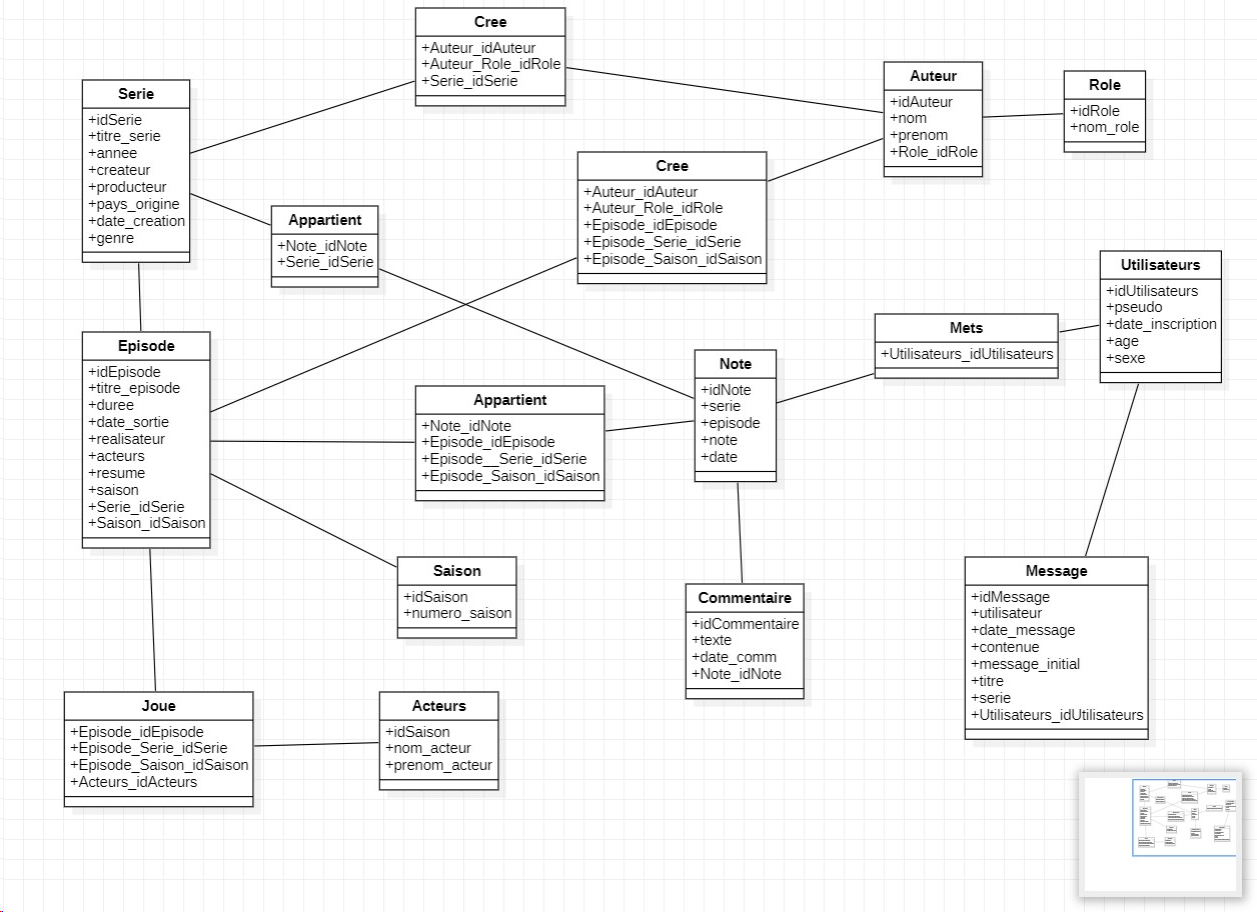 Cree
+Auteur_idAuteur
+Auteur_Role_idRole
+Serie_idSerie
Serie
+idSerie
+titre_serie
+annee
+createur
+producteur
+pays_origine
+date_creation
+genre
Auteur
+idAuteur
+nom
+prenom
+Role_idRole
Role
+idRole
+nom_role
Cree
+Auteur_idAuteur
+Auteur_Role_idRole
+Episode_idEpisode
+Episode_Serie_idSerie
+Episode_Saison_idSaison
Appartient
+Note_idNote
+Serie_idSerie
Utilisateurs
+idUtilisateurs
+pseudo
+date_inscription
+age
+sexe
Mets
+Utilisateurs_idUtilisateurs
Episode
+idEpisode
+titre_episode
+duree
+date_sortie
+realisateur
+acteurs
+resume
+saison
+Serie_idSerie
+Saison_idSaison
Note
+idNote
+serie
+episode
+note
+date
Appartient
+Note_idNote
+Episode_idEpisode
+Episode__Serie_idSerie
+Episode_Saison_idSaison
Saison
+idSaison
+numero_saison
Commentaire
+idCommentaire
+texte
+date_comm
+Note_idNote
Message
+idMessage
+utilisateur
+date_message
+contenue
+message_initial
+titre
+serie
+Utilisateurs_idUtilisateurs
Joue
+Episode_idEpisode
+Episode_Serie_idSerie
+Episode_Saison_idSaison
+Acteurs_idActeurs
Acteurs
+idSaison
+nom_acteur
+prenom_acteur